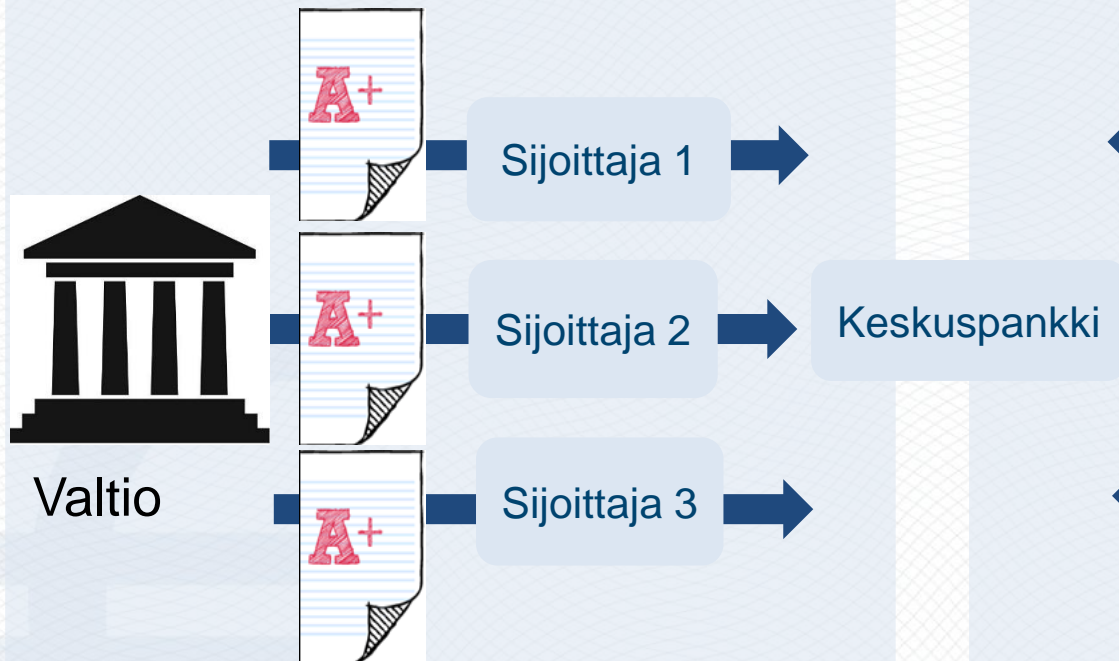 A+
Sijoittaja 1
A+
Sijoittaja 2
Keskuspankki
Valtio
A+
Sijoittaja 3